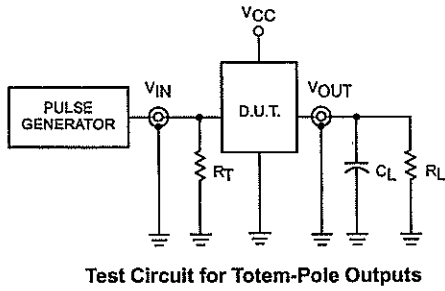 VCC
VIN
VOUT
PULSE
GENERATOR
D.U.T.
RT
CL
RL
Test Circuit for Totem-Pole Outputs